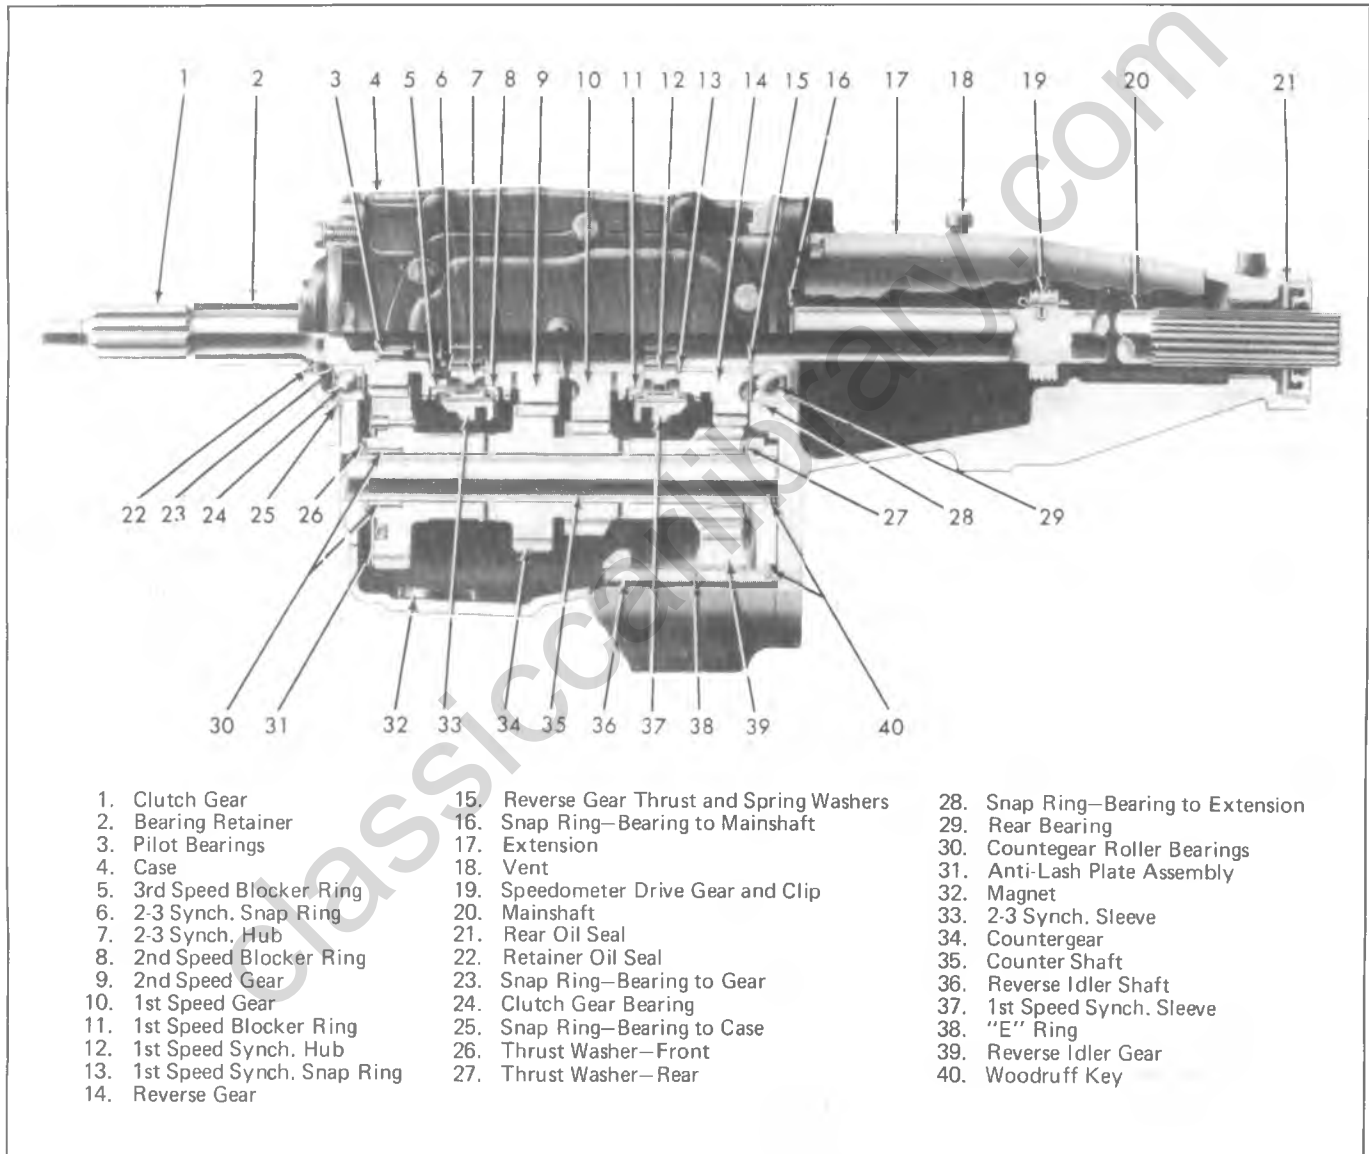 1 2 3 4 5 6 7 8 9 10 11 12 13 14 15 16 17 18 19 20 21
22 23 24 25 26 27 28 29
30 31 32 33 34 35 36 37 38 39 40
1. Clutch Gear
2. Bearing Retainer
3. Pilot Bearings
4. Case
5. 3rd Speed Blocker Ring
6. 2-3 Synch. Snap Ring
7. 2-3 Synch. Hub
8. 2nd Speed Blocker Ring
9. 2nd Speed Gear
10. 1st Speed Gear
11. 1st Speed Blocker Ring
12. 1st Speed Synch. Hub
13. 1st Speed Synch. Snap Ring
14. Reverse Gear
15. Reverse Gear Thrust and Spring Washers
16. Snap Ring—Bearing to Mainshaft
17. Extension
18. Vent
19. Speedometer Drive Gear and Clip
20. Mainshaft
21. Rear Oil Seal
22. Retainer Oil Seal
23. Snap Ring—Bearing to Gear
24. Clutch Gear Bearing
25. Snap Ring—Bearing to Case
26. Thrust Washer—Front
27. Thrust Washer—Rear
28. Snap Ring—Bearing to Extension
29. Rear Bearing
30. Countegear Roller Bearings
31. Anti-Lash Plate Assembly
32. Magnet
33. 2-3 Synch. Sleeve
34. Countergear
35. Counter Shaft
36. Reverse Idler Shaft
37. 1st Speed Synch. Sleeve
38. "E" Ring
39. Reverse Idler Gear
40. Woodruff Key
classiccarlibrary.com